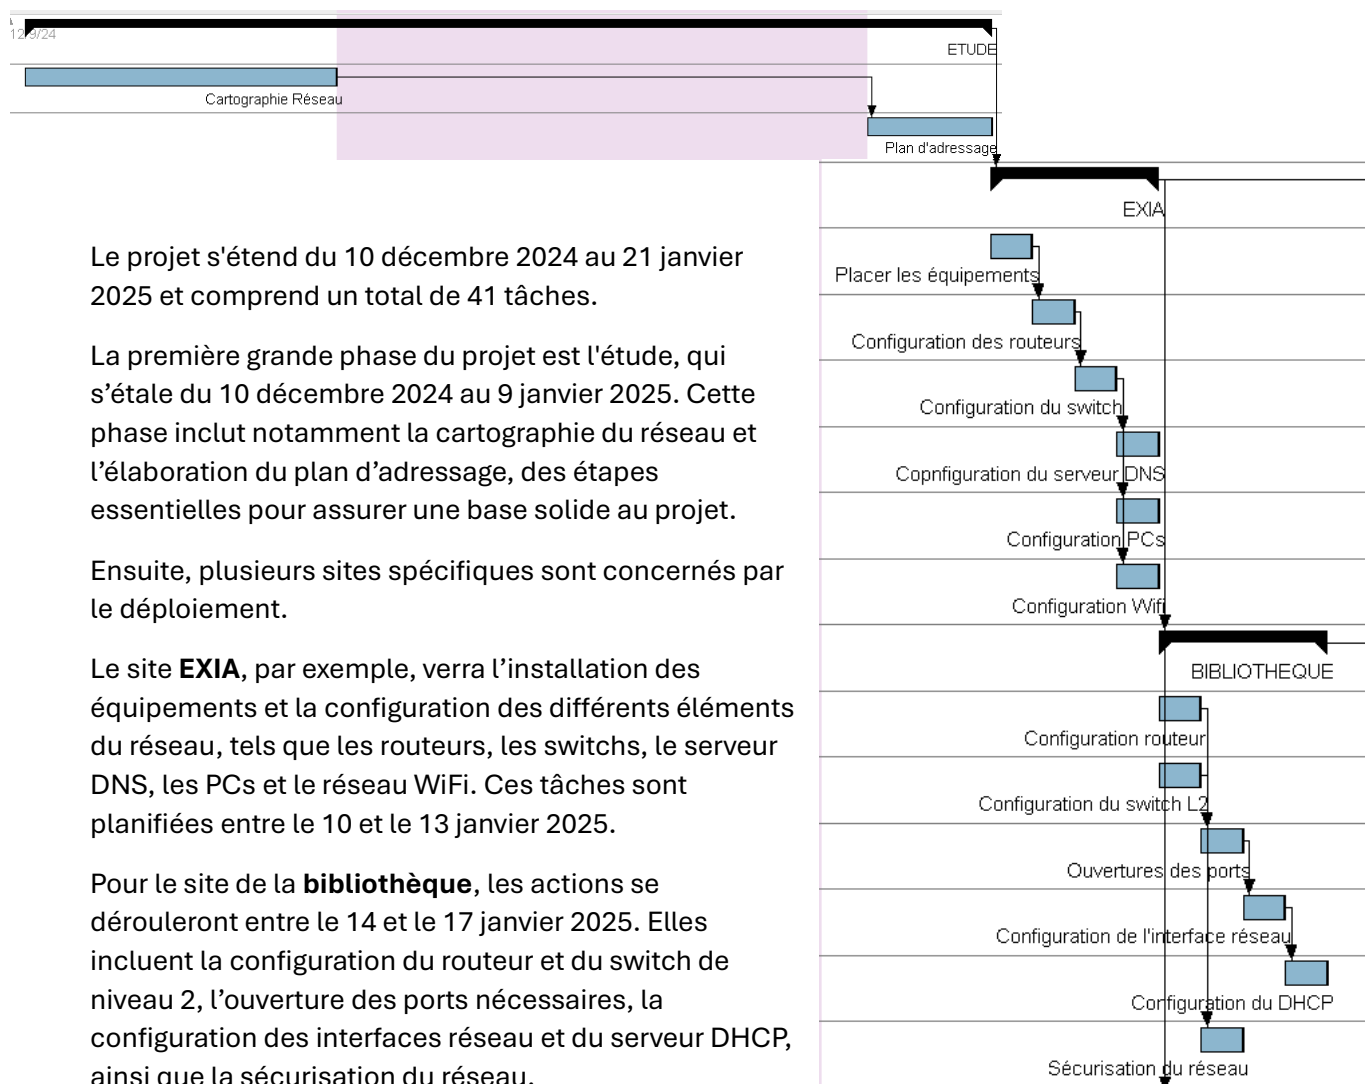 12/9/24
ETUDE
Cartographie Réseau
Plan d'adressage
Le projet s'étend du 10 décembre 2024 au 21 janvier
2025 et comprend un total de 41 tâches.
La première grande phase du projet est l'étude, qui
s’étale du 10 décembre 2024 au 9 janvier 2025. Cette
phase inclut notamment la cartographie du réseau et
l’élaboration du plan d’adressage, des étapes
essentielles pour assurer une base solide au projet.
Ensuite, plusieurs sites spécifiques sont concernés par
le déploiement.
Le site EXIA, par exemple, verra l’installation des
équipements et la configuration des différents éléments
du réseau, tels que les routeurs, les switchs, le serveur
DNS, les PCs et le réseau WiFi. Ces tâches sont
planifiées entre le 10 et le 13 janvier 2025.
Pour le site de la bibliothèque, les actions se
dérouleront entre le 14 et le 17 janvier 2025. Elles
incluent la configuration du routeur et du switch de
niveau 2, l’ouverture des ports nécessaires, la
configuration des interfaces réseau et du serveur DHCP,
ainsi que la sécurisation du réseau.
EXIA
Placer les équipements
Configuration des routeurs
Configuration du switch
Copnfiguration du serveur DNS
Configuration PCs
Configuration Wifi
BIBLIOTHEQUE
Configuration routeur
Configuration du switch L2
Ouvertures des ports
Configuration de l'interface réseau
Configuration du DHCP
Sécurisation du réseau